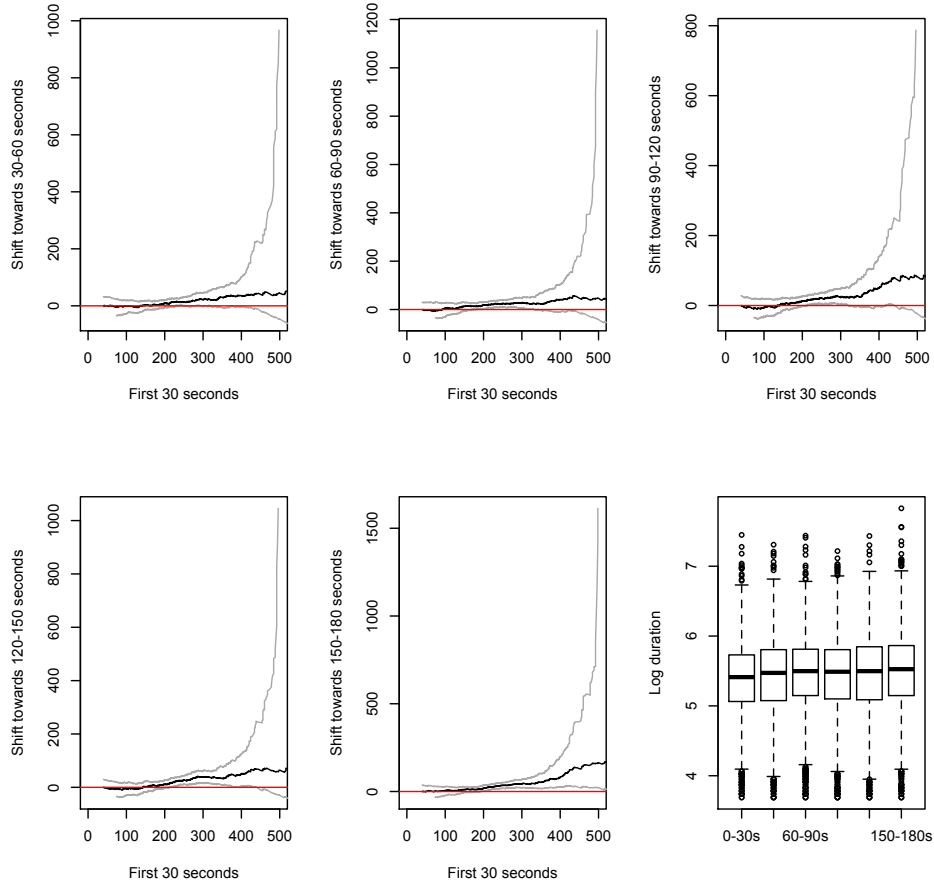 Shift towards 30-60 seconds
0 200 400 600 800 1000
0 100 200 300 400 500
First 30 seconds
Shift towards 60-90 seconds
0 200 400 600 800 1000 1200
0 100 200 300 400 500
First 30 seconds
Shift towards 90-120 seconds
0 200 400 600 800
0 100 200 300 400 500
First 30 seconds
Shift towards 120-150 seconds
0 200 400 600 800 1000
0 100 200 300 400 500
First 30 seconds
Shift towards 150-180 seconds
0 500 1000 1500
0 100 200 300 400 500
First 30 seconds
Log duration
4 5 6 7
0-30s 60-90s 150-180s